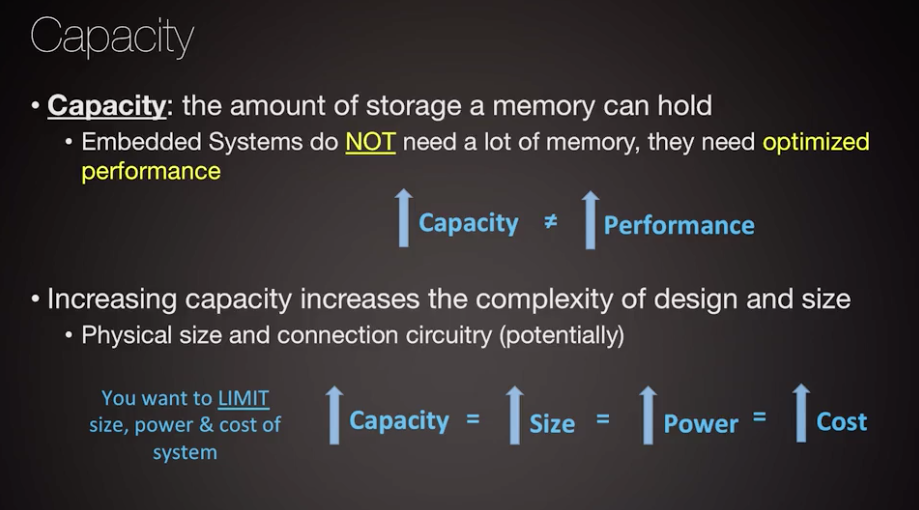 Capacity
• Capacity: the amount of storage a memory can hold
• Embedded Systems do NOT need a lot of memory, they need optimized
performance
Capacity ≠ Performance
• Increasing capacity increases the complexity of design and size
• Physical size and connection circuitry (potentially)
You want to LIMIT
size, power & cost of
system
Capacity = Size = Power = Cost